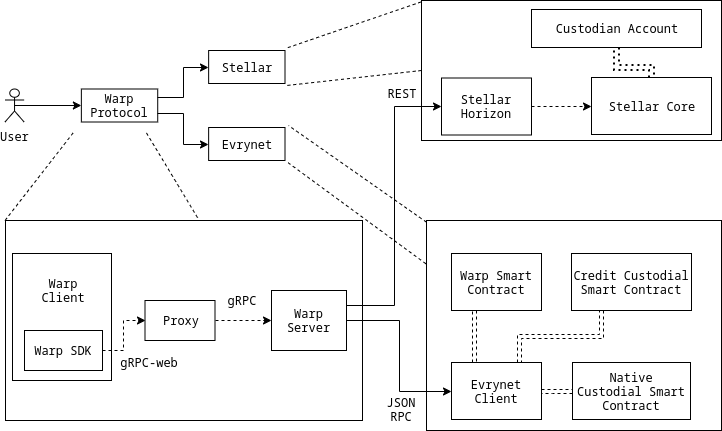 Custodian Account
Stellar
REST
Warp
Protocol
Stellar
Horizon
Stellar Core
User
Evrynet
Warp
Client
Warp Smart
Contract
Credit Custodial
Smart Contract
gRPC
Proxy
Warp
Server
Warp SDK
gRPC-web
Evrynet
Client
Native
Custodial Smart
Contract
JSON
RPC